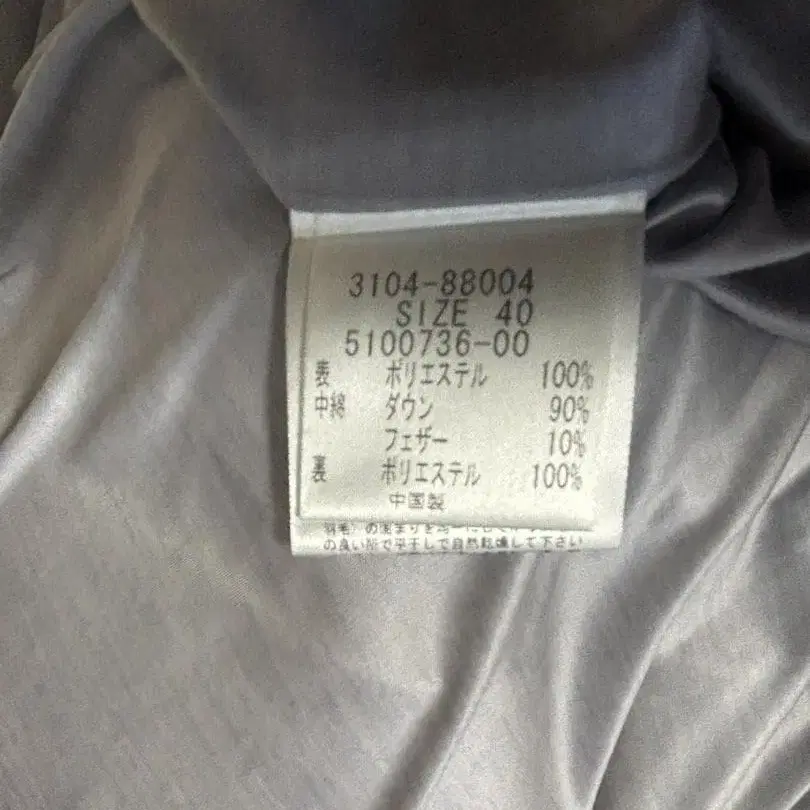 3104-88004
SIZE 40
5100736-00
表 ポリエステル 100%
中綿 ダウン 90%
フェザー 10%
裏 ポリエステル 100%
中国製
の良い所で平干しで自然乾燥して下さい